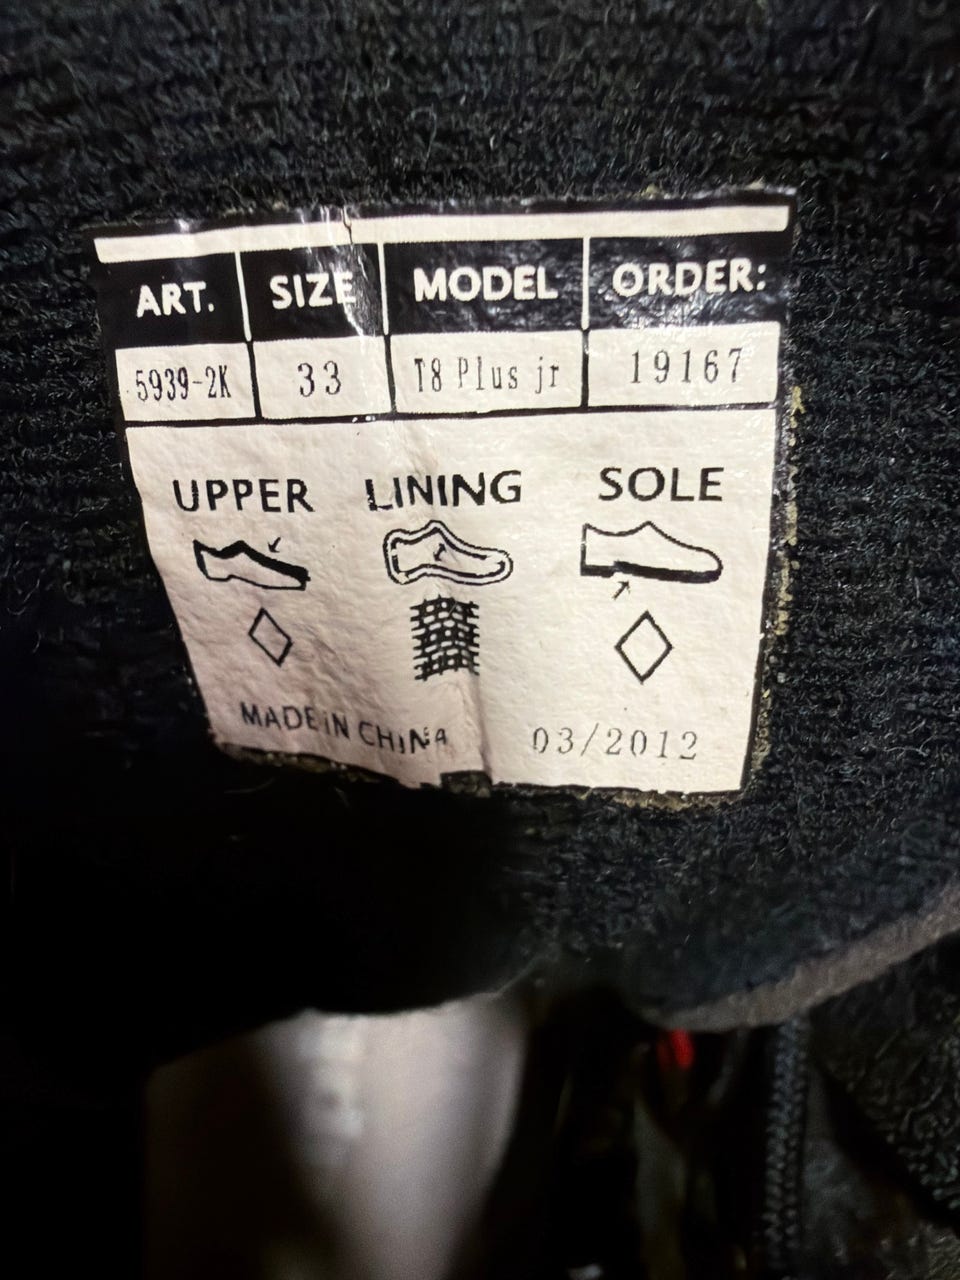 ART. SIZE MODEL ORDER:
5939-2K 33 T8 Plus jr 19167
UPPER LINING SOLE
MADE IN CHINA 03/2012